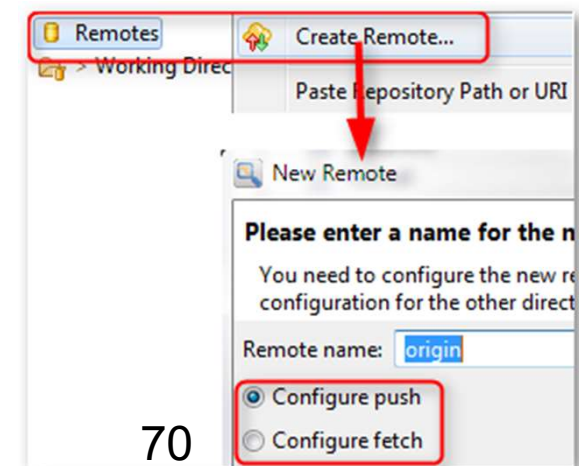 Remotes
Create Remote...
> Working Direc
Paste Repository Path or URI
New Remote
Please enter a name for the n
You need to configure the new re
configuration for the other direct
Remote name: origin
Configure push
Configure fetch
70